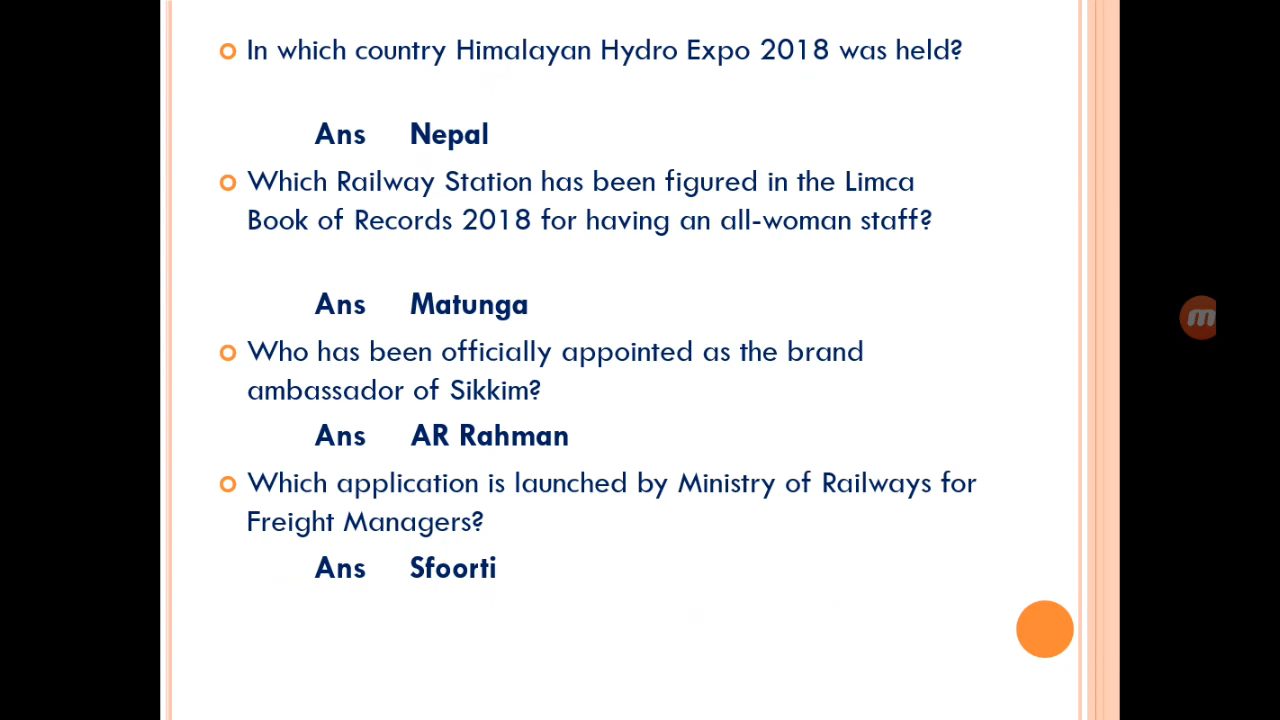 In which country Himalayan Hydro Expo 2018 was held?
Ans Nepal
Which Railway Station has been figured in the Limca
Book of Records 2018 for having an all-woman staff?
Ans Matunga
Who has been officially appointed as the brand
ambassador of Sikkim?
Ans AR Rahman
Which application is launched by Ministry of Railways for
Freight Managers?
Ans Sfoorti